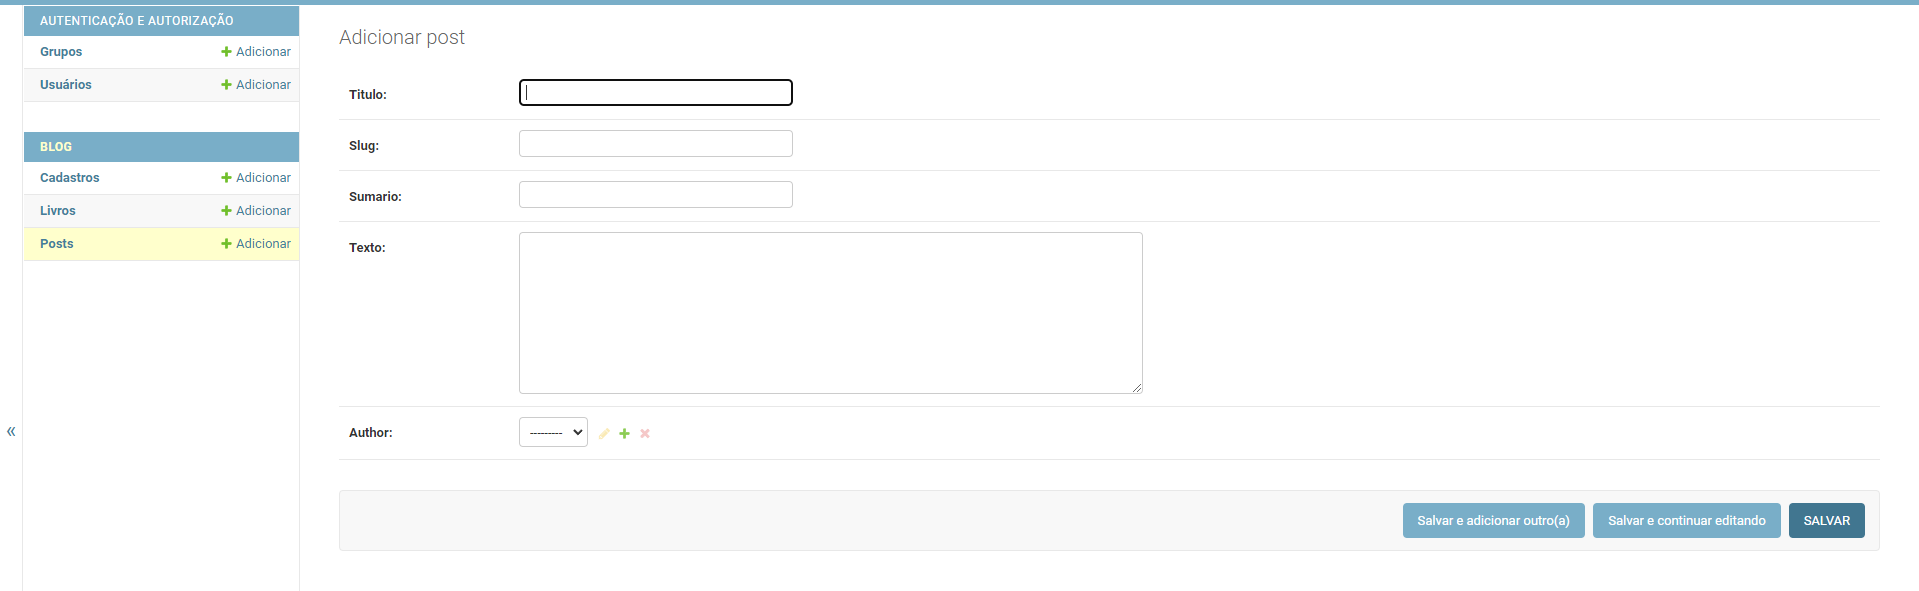 AUTENTICAÇÃO E AUTORIZAÇÃO
Grupos Adicionar
Usuários Adicionar
BLOG
Cadastros Adicionar
Livros Adicionar
Posts Adicionar
«
Adicionar post
Titulo:
Slug:
Sumario:
Texto:
Author: ---------
Salvar e adicionar outro(a) Salvar e continuar editando SALVAR